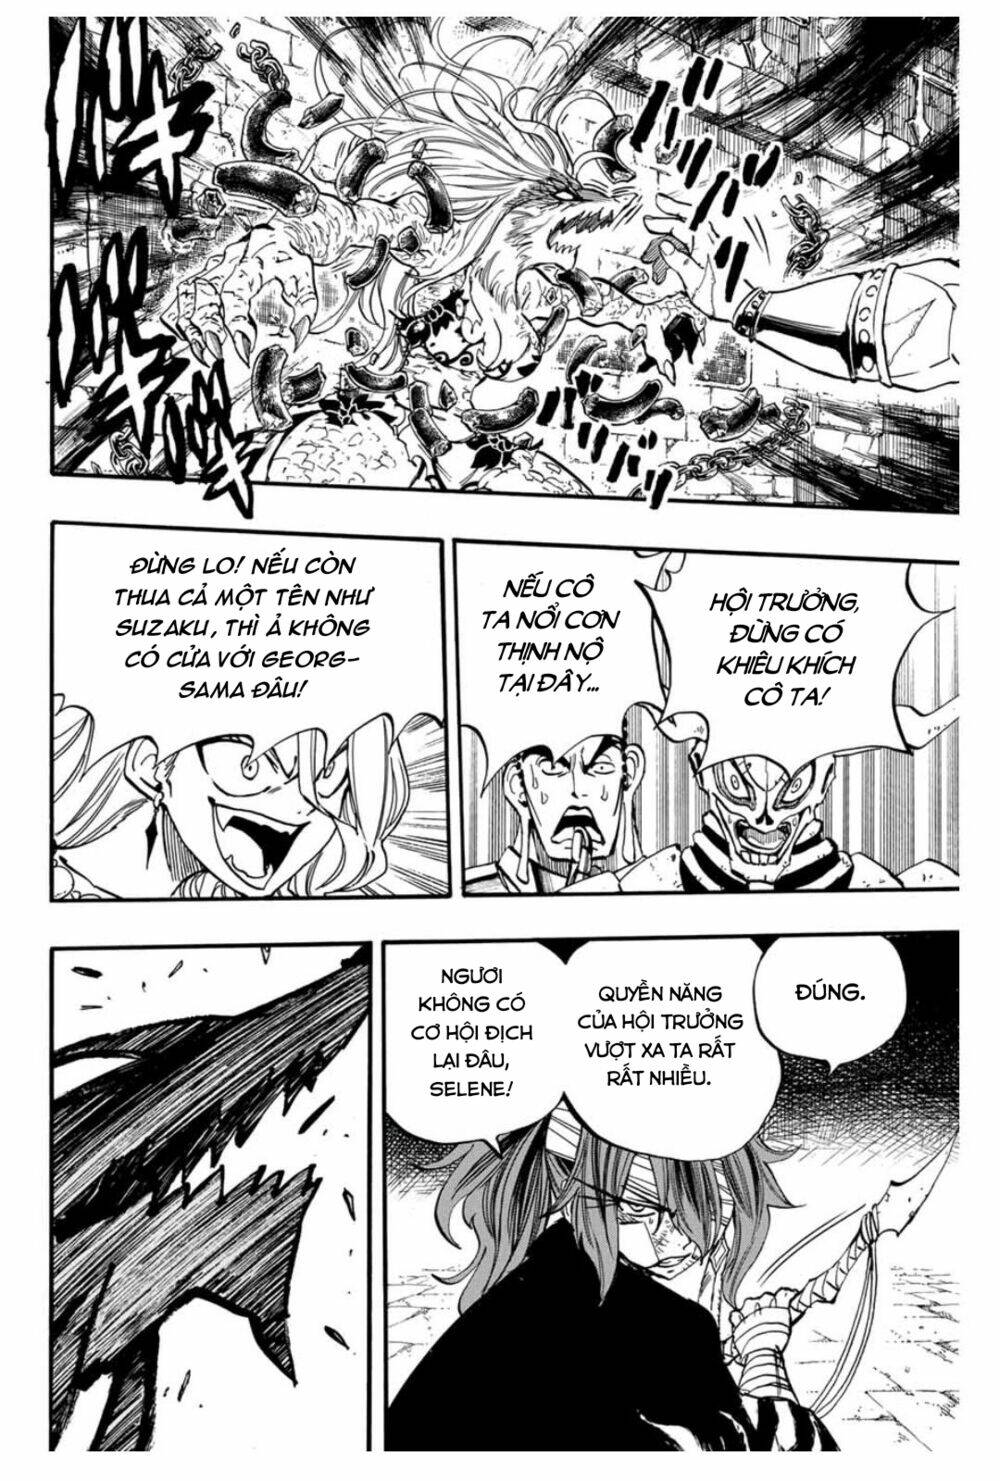 HỘI TRƯỞNG,
ĐỪNG CÓ
KHIÊU KHÍCH
CÔ TA!
NẾU CÔ
TA NỔI CƠN
THỊNH NỘ
TẠI ĐÂY...
ĐỪNG LO! NẾU CÒN
THUA CẢ MỘT TÊN NHƯ
SUZAKU, THÌ Ả KHÔNG
CÓ CỬA VỚI GEORG-
SAMA ĐÂU!
ĐÚNG.
QUYỀN NĂNG
CỦA HỘI TRƯỞNG
VƯỢT XA TA RẤT
RẤT NHIỀU.
NGƯƠI
KHÔNG CÓ
CƠ HỘI ĐỊCH
LẠI ĐÂU,
SELENE!